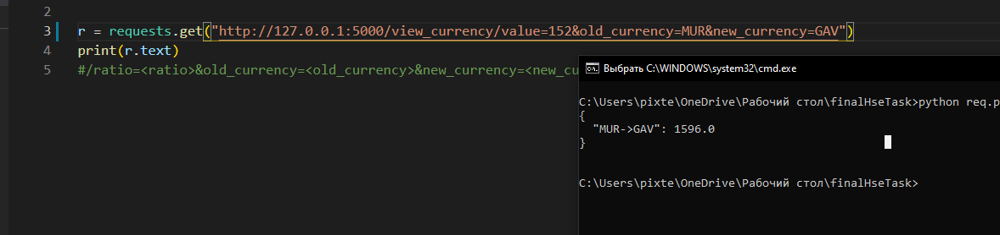 2
3 r = requests.get("http://127.0.0.1:5000/view_currency/value=152&old_currency=MUR&new_currency=GAV")
4 print(r.text)
5 #/ratio=<ratio>&old_currency=<old_currency>&new_currency=<new_cu
Выбрать C:\WINDOWS\system32\cmd.exe
C:\Users\pixte\OneDrive\Рабочий стол\finalHseTask>python req.p
{
"MUR->GAV": 1596.0
}
C:\Users\pixte\OneDrive\Рабочий стол\finalHseTask>